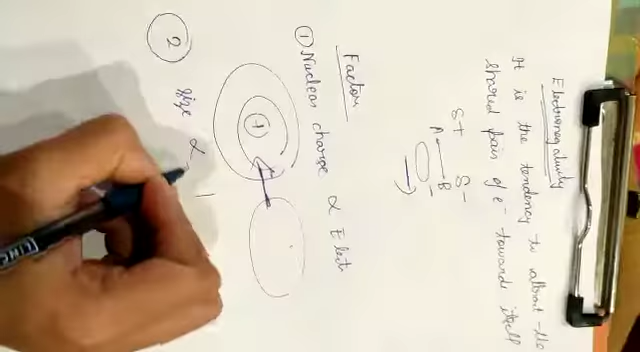 Electronegativity
It is the tendency to attract the
shared pair of e⁻ towards itself
δ+ δ-
A — B
Factor
① Nuclear charge ∝ Elect
② size ∝ 1